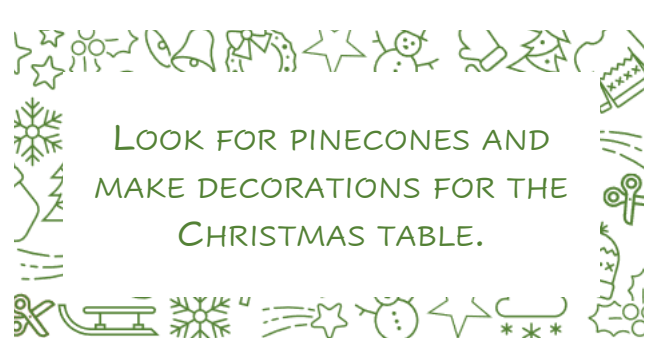 Look for pinecones and
make decorations for the
Christmas table.